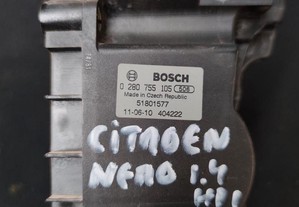 BOSCH
0 280 755 105 608
Made in Czech Republic
51801577
11-06-10 404222
CITROEN
NEMO 1.4
HDI